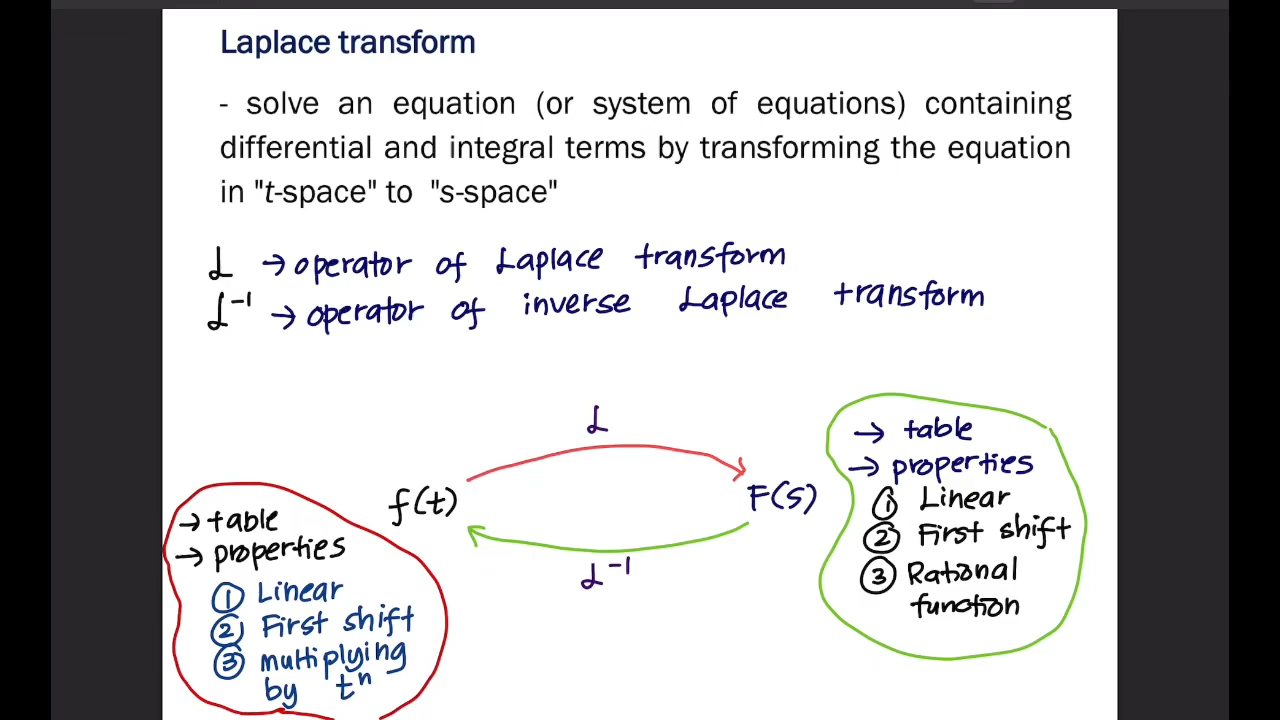 Laplace transform
- solve an equation (or system of equations) containing
differential and integral terms by transforming the equation
in "t-space" to "s-space"
ℒ → operator of Laplace transform
ℒ⁻¹ → operator of inverse Laplace transform
ℒ
f(t)
F(s)
ℒ⁻¹
→ table
→ properties
① Linear
② First shift
③ multiplying
by tⁿ
→ table
→ properties
① Linear
② First shift
③ Rational
function